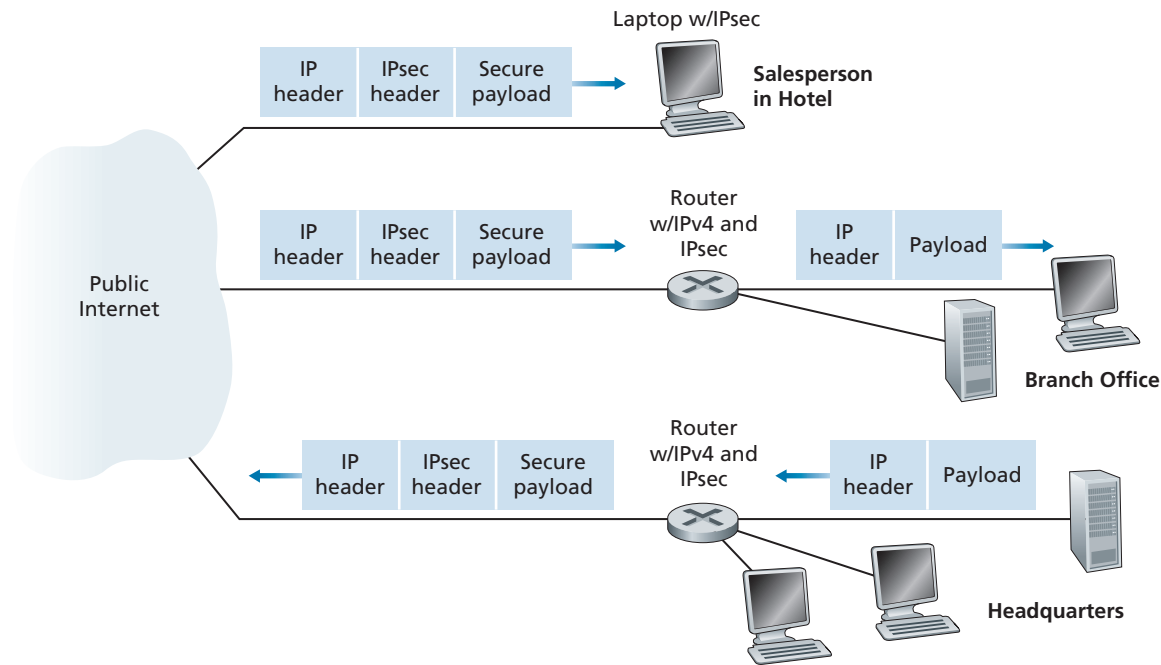 Laptop w/IPsec
IP
header
IPsec
header
Secure
payload
Salesperson
in Hotel
Public
Internet
IP
header
IPsec
header
Secure
payload
Router
w/IPv4 and
IPsec
IP
header
Payload
Branch Office
IP
header
IPsec
header
Secure
payload
Router
w/IPv4 and
IPsec
IP
header
Payload
Headquarters